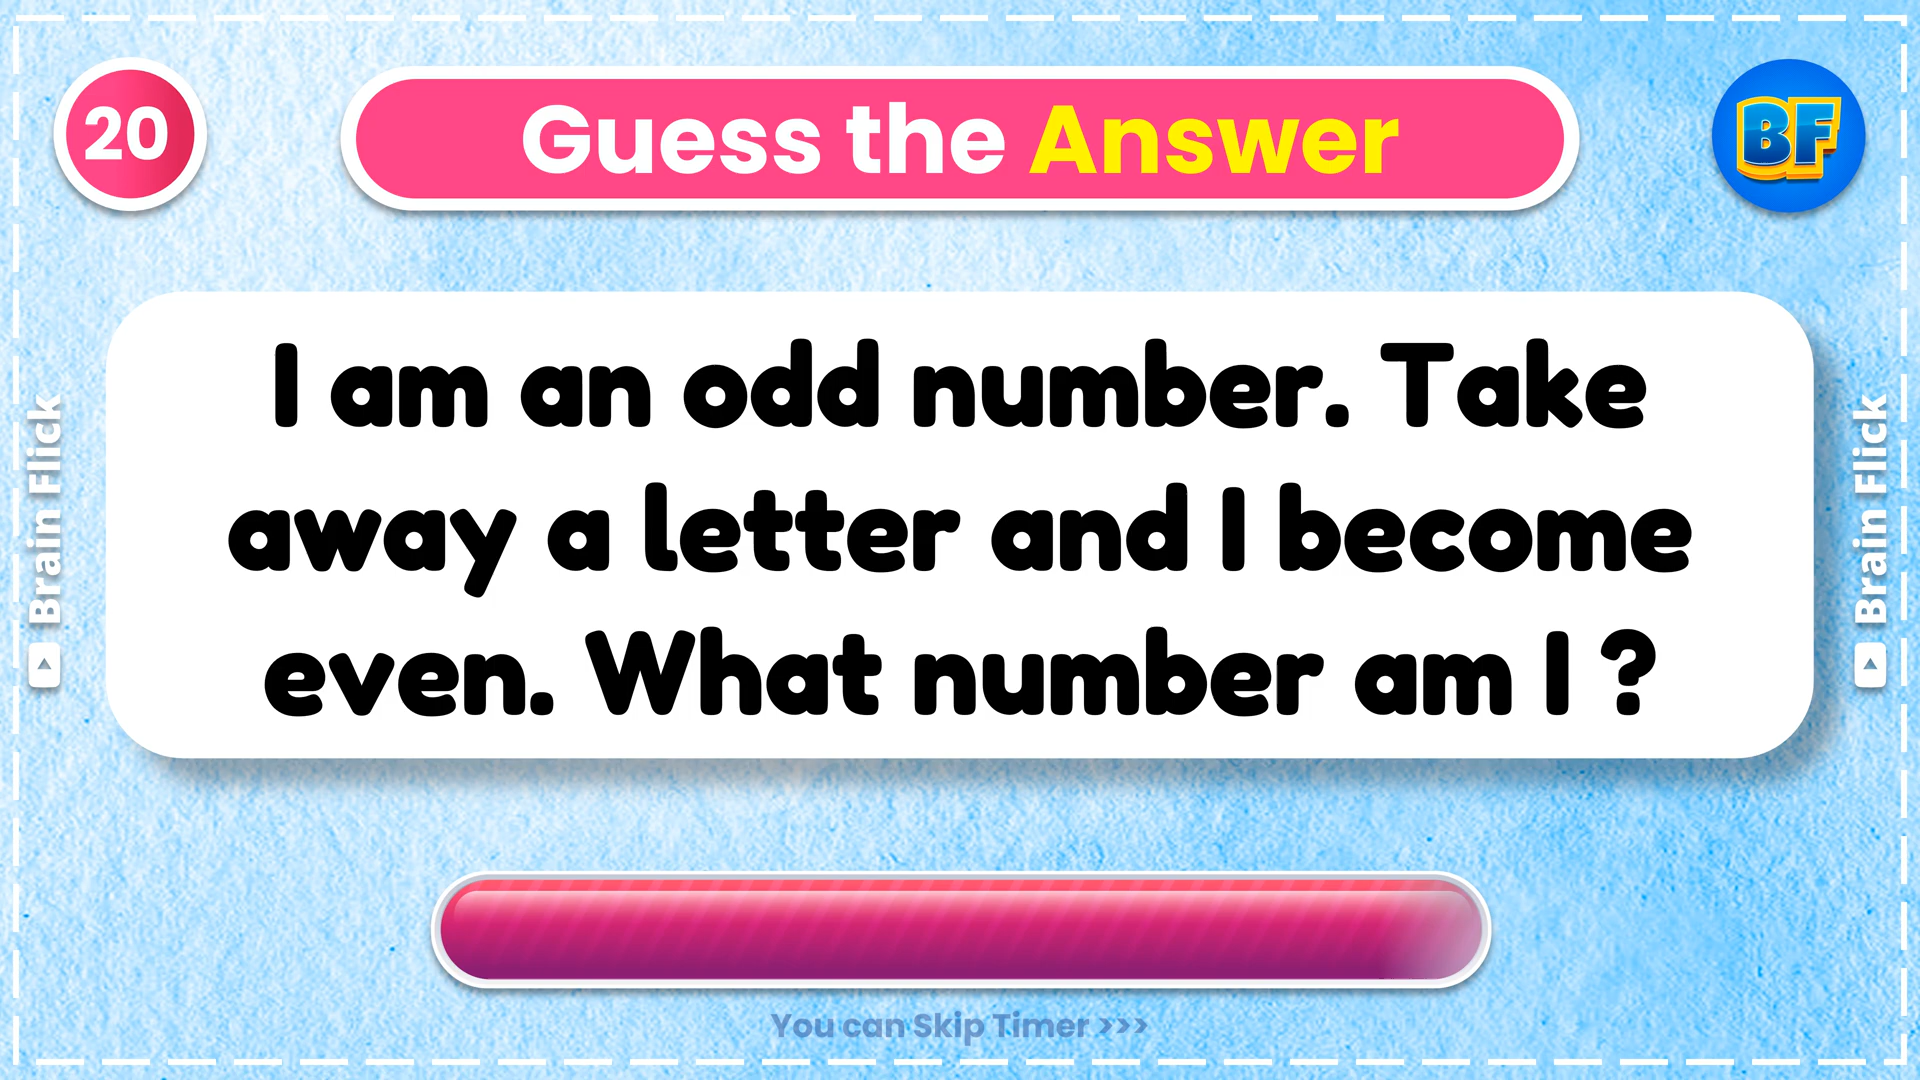 20
Guess the Answer
BF
I am an odd number. Take
away a letter and I become
even. What number am I ?
Brain Flick
Brain Flick
You can Skip Timer >>>